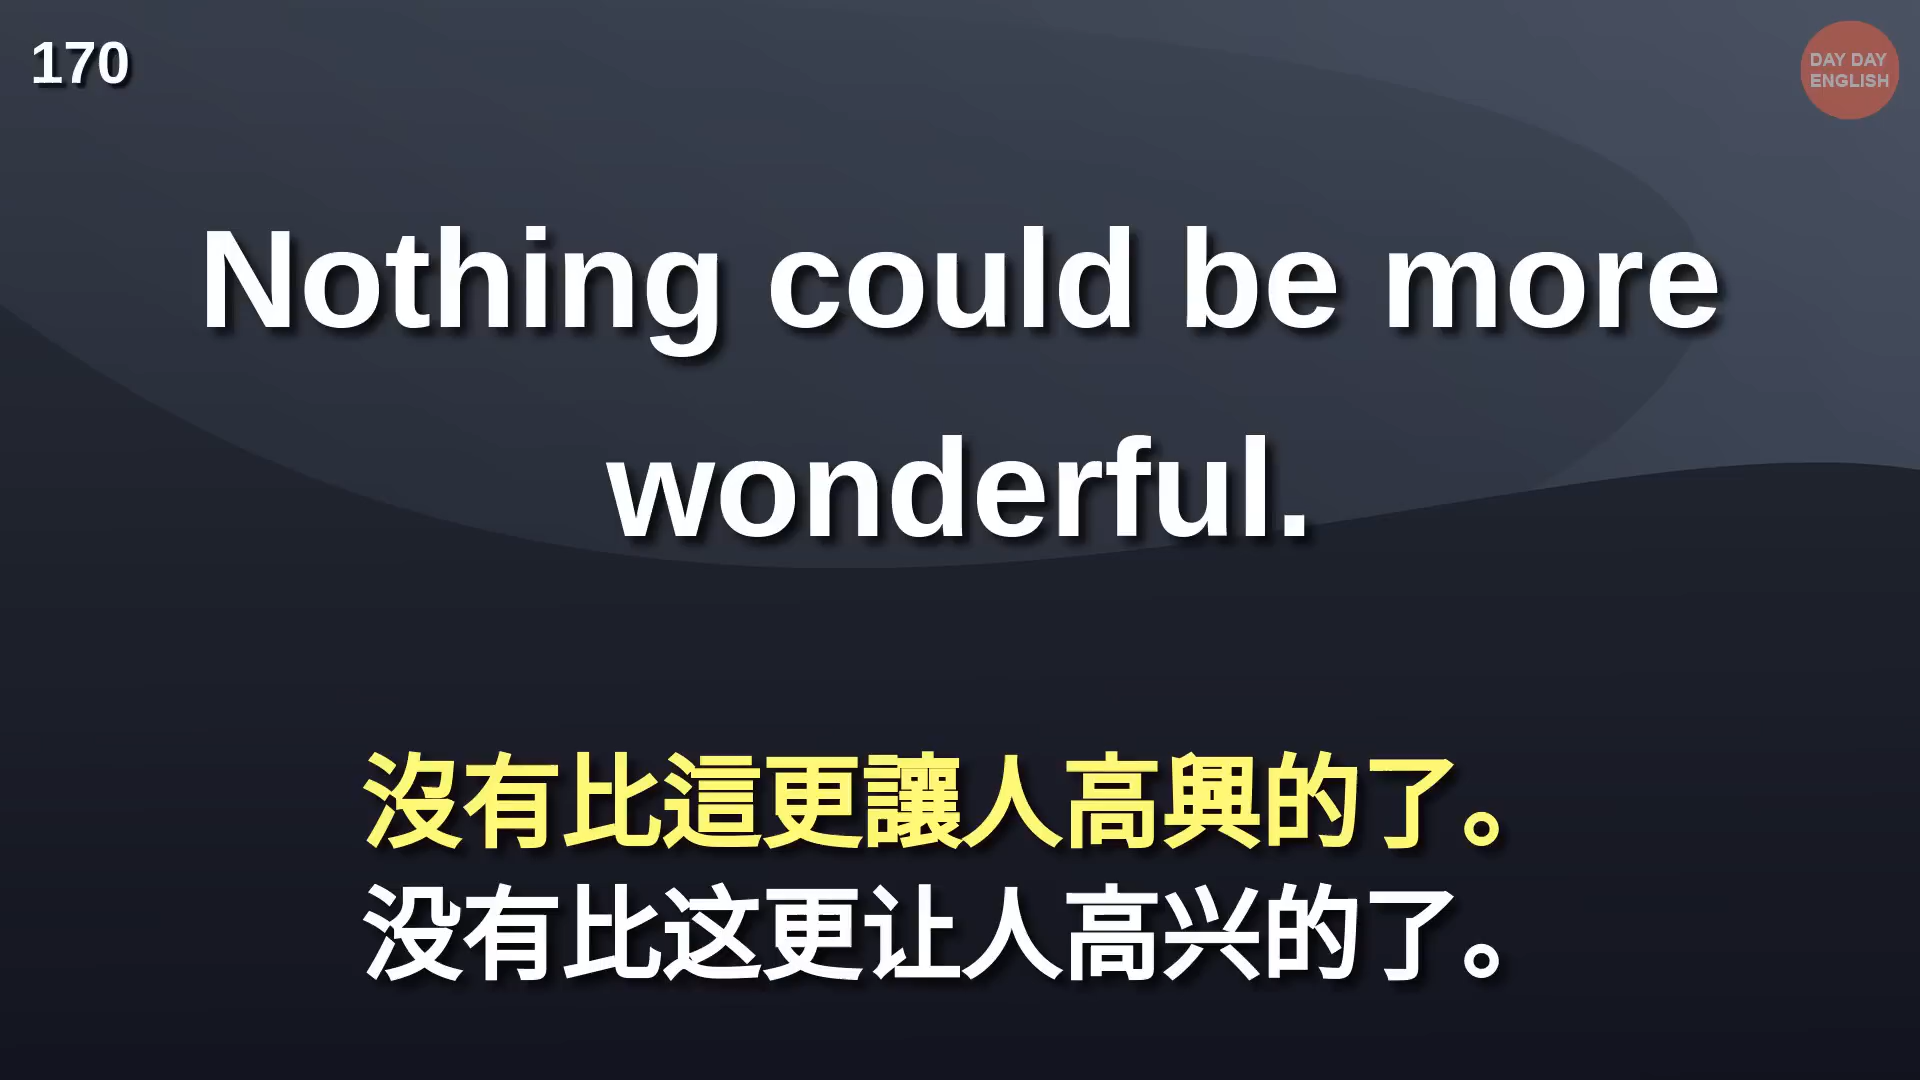 170
DAY DAY
ENGLISH
Nothing could be more
wonderful.
沒有比這更讓人高興的了。
没有比这更让人高兴的了。